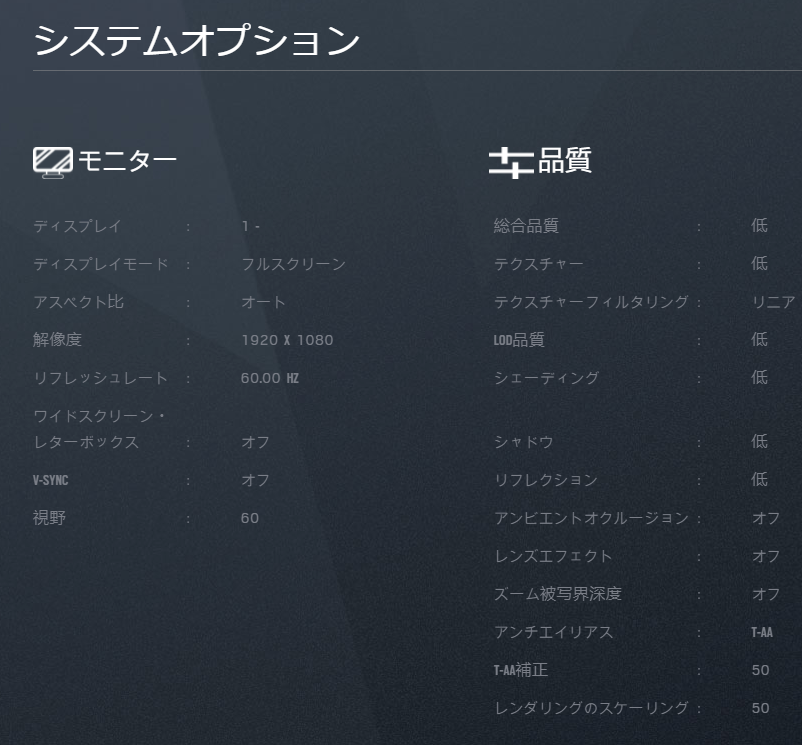 システムオプション
モニター
ディスプレイ : 1 -
ディスプレイモード : フルスクリーン
アスペクト比 : オート
解像度 : 1920 X 1080
リフレッシュレート : 60.00 HZ
ワイドスクリーン・
レターボックス : オフ
V-SYNC : オフ
視野 : 60
品質
総合品質 : 低
テクスチャー : 低
テクスチャーフィルタリング : リニア
LOD品質 : 低
シェーディング : 低
シャドウ : 低
リフレクション : 低
アンビエントオクルージョン : オフ
レンズエフェクト : オフ
ズーム被写界深度 : オフ
アンチエイリアス : T-AA
T-AA補正 : 50
レンダリングのスケーリング : 50